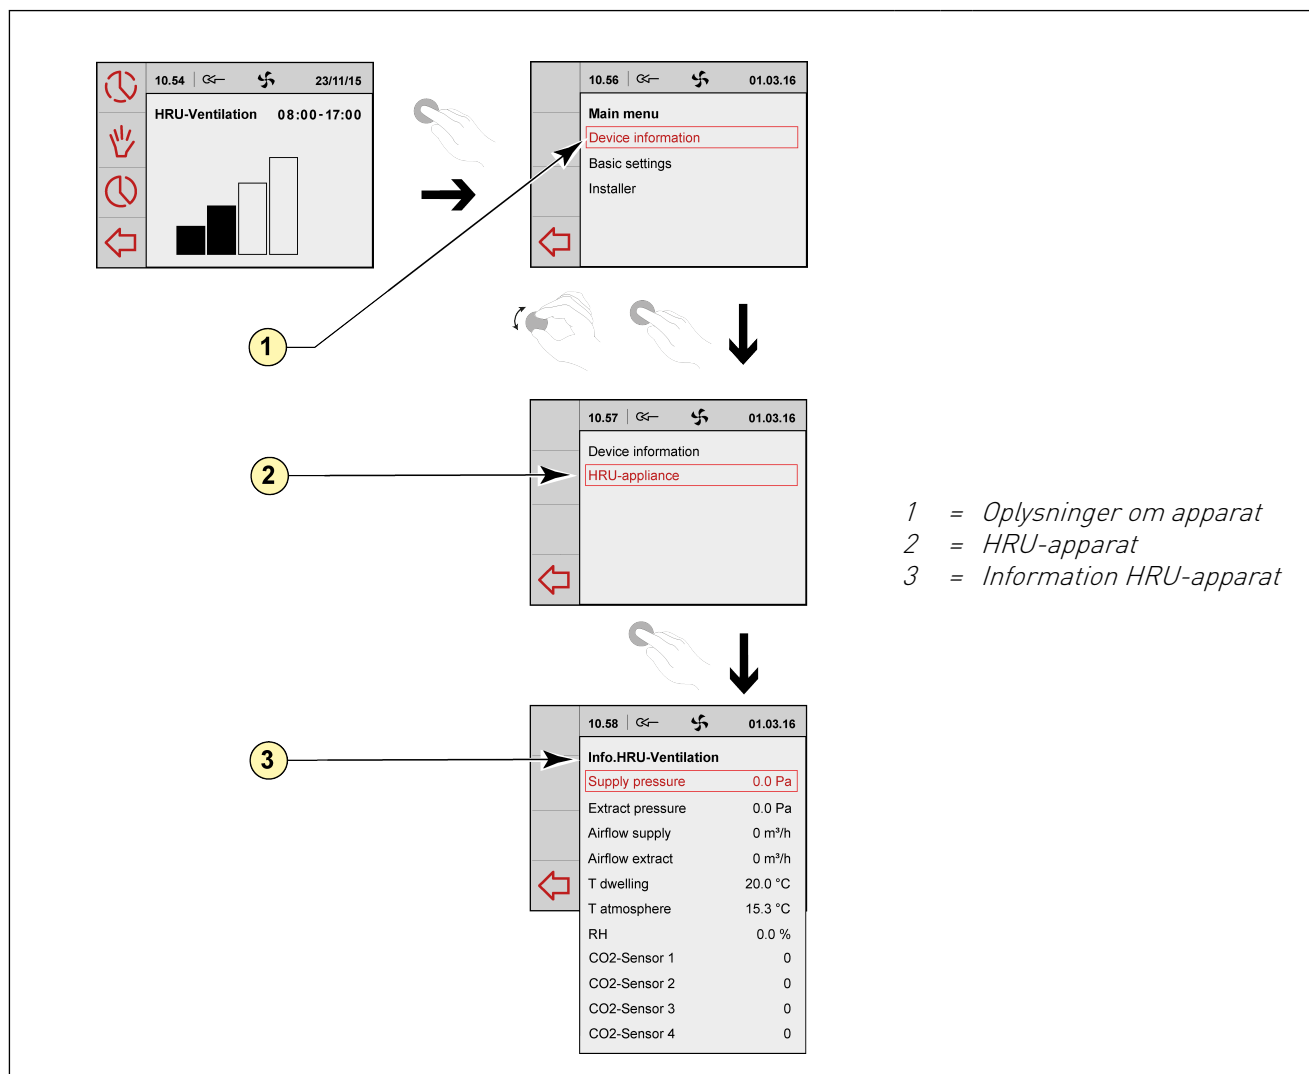 10.54 23/11/15
HRU-Ventilation 08:00-17:00
10.56 01.03.16
Main menu
Device information
Basic settings
Installer
1
10.57 01.03.16
Device information
HRU-appliance
2
1 = Oplysninger om apparat
2 = HRU-apparat
3 = Information HRU-apparat
10.58 01.03.16
3
Info.HRU-Ventilation
Supply pressure 0.0 Pa
Extract pressure 0.0 Pa
Airflow supply 0 m³/h
Airflow extract 0 m³/h
T dwelling 20.0 °C
T atmosphere 15.3 °C
RH 0.0 %
CO2-Sensor 1 0
CO2-Sensor 2 0
CO2-Sensor 3 0
CO2-Sensor 4 0